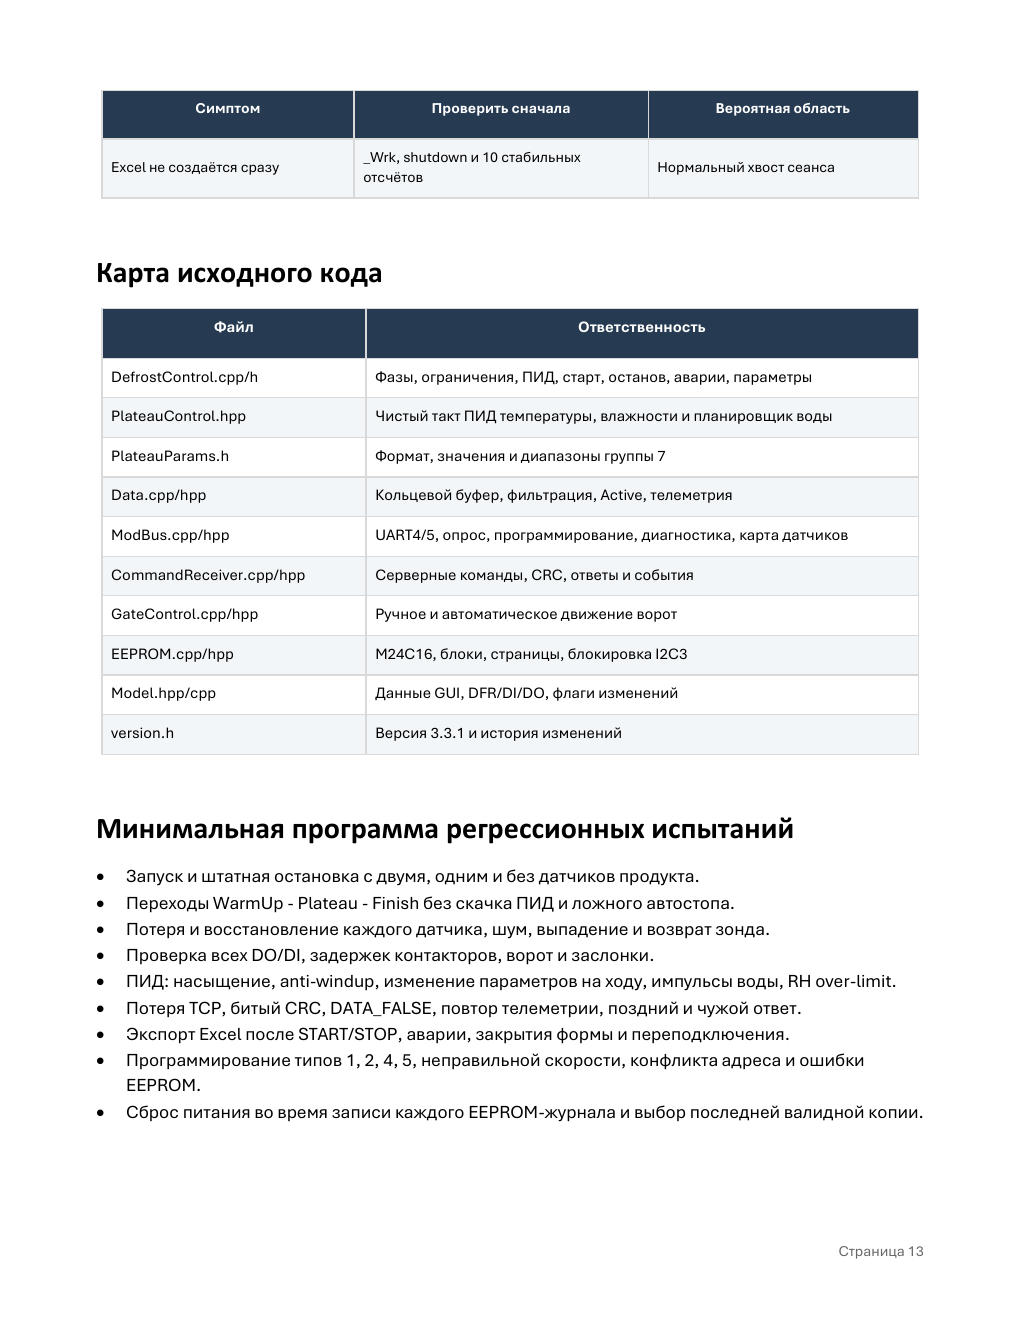 Симптом Проверить сначала Вероятная область
Excel не создаётся сразу _Wrk, shutdown и 10 стабильных отсчётов Нормальный хвост сеанса
Карта исходного кода
Файл Ответственность
DefrostControl.cpp/h Фазы, ограничения, ПИД, старт, останов, аварии, параметры
PlateauControl.hpp Чистый такт ПИД температуры, влажности и планировщик воды
PlateauParams.h Формат, значения и диапазоны группы 7
Data.cpp/hpp Кольцевой буфер, фильтрация, Active, телеметрия
ModBus.cpp/hpp UART4/5, опрос, программирование, диагностика, карта датчиков
CommandReceiver.cpp/hpp Серверные команды, CRC, ответы и события
GateControl.cpp/hpp Ручное и автоматическое движение ворот
EEPROM.cpp/hpp M24C16, блоки, страницы, блокировка I2C3
Model.hpp/cpp Данные GUI, DFR/DI/DO, флаги изменений
version.h Версия 3.3.1 и история изменений
Минимальная программа регрессионных испытаний
• Запуск и штатная остановка с двумя, одним и без датчиков продукта.
• Переходы WarmUp - Plateau - Finish без скачка ПИД и ложного автостопа.
• Потеря и восстановление каждого датчика, шум, выпадение и возврат зонда.
• Проверка всех DO/DI, задержек контакторов, ворот и заслонки.
• ПИД: насыщение, anti-windup, изменение параметров на ходу, импульсы воды, RH over-limit.
• Потеря TCP, битый CRC, DATA_FALSE, повтор телеметрии, поздний и чужой ответ.
• Экспорт Excel после START/STOP, аварии, закрытия формы и переподключения.
• Программирование типов 1, 2, 4, 5, неправильной скорости, конфликта адреса и ошибки
EEPROM.
• Сброс питания во время записи каждого EEPROM-журнала и выбор последней валидной копии.
Страница 13